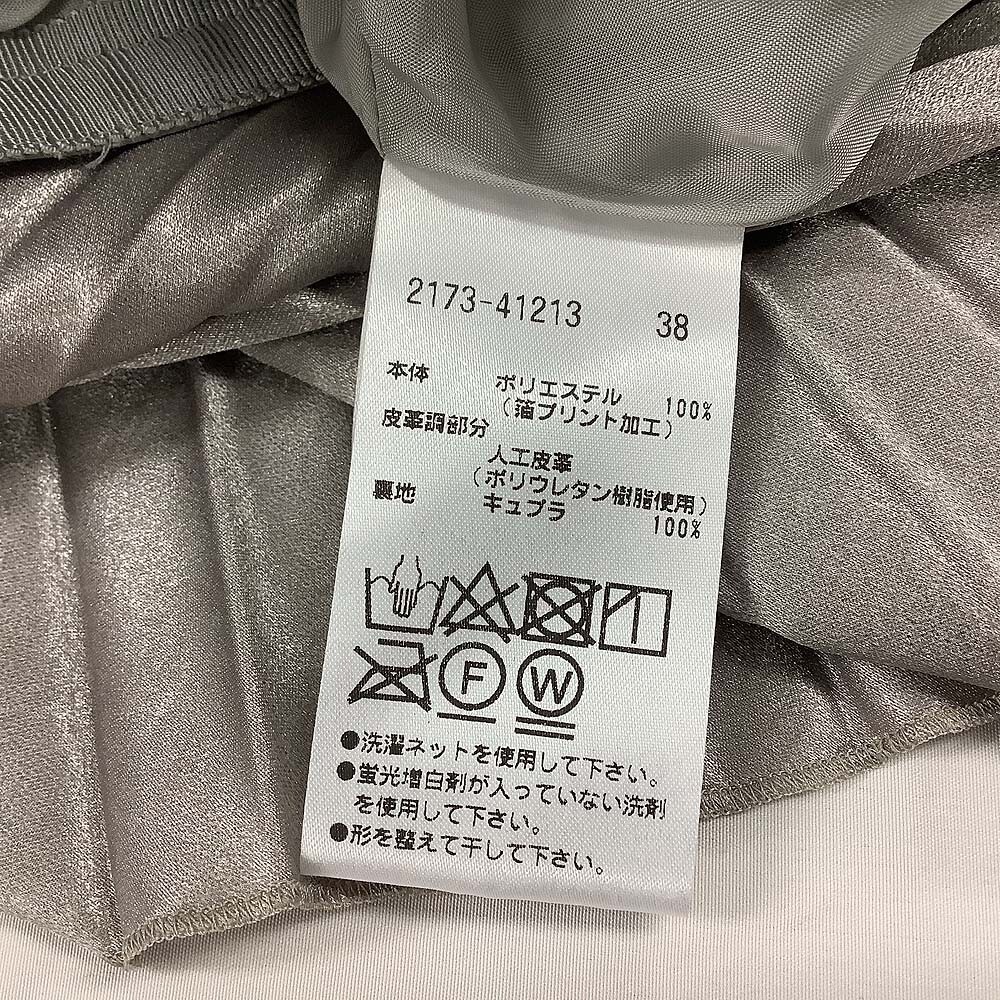 2173-41213 38
本体 ポリエステル 100%
(箔プリント加工)
皮革調部分
人工皮革
(ポリウレタン樹脂使用)
裏地 キュプラ 100%
F W
●洗濯ネットを使用して下さい。
●蛍光増白剤が入っていない洗剤
を使用して下さい。
●形を整えて干して下さい。